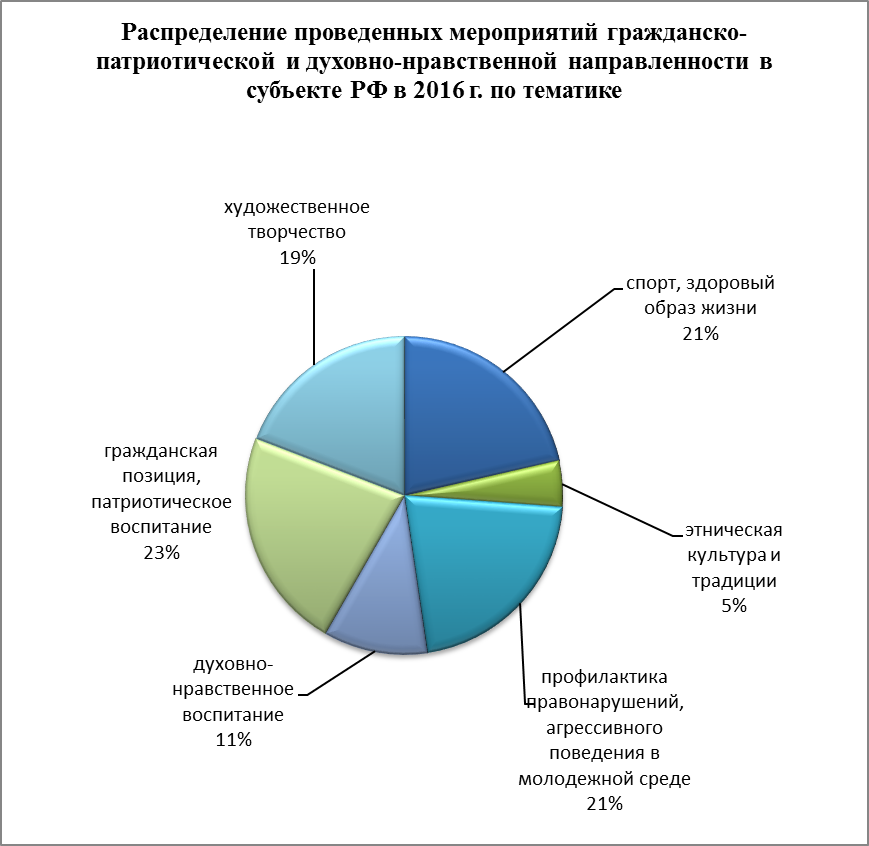 Распределение проведенных мероприятий гражданско-
патриотической и духовно-нравственной направленности в
субъекте РФ в 2016 г. по тематике
художественное
творчество
19%
спорт, здоровый
образ жизни
21%
гражданская
позиция,
патриотическое
воспитание
23%
этническая
культура и
традиции
5%
духовно-
нравственное
воспитание
11%
профилактика
правонарушений,
агрессивного
поведения в
молодежной среде
21%